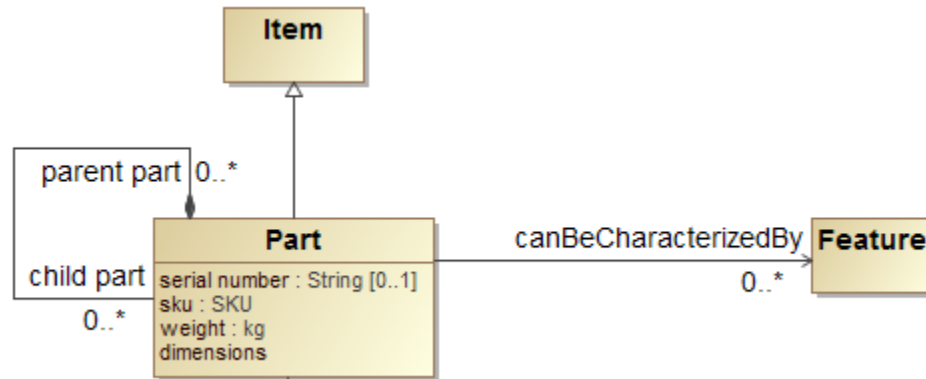 Item
parent part 0..*
Part
canBeCharacterizedBy
Feature
child part
serial number : String [0..1]
0..*
0..*
sku : SKU
weight : kg
dimensions